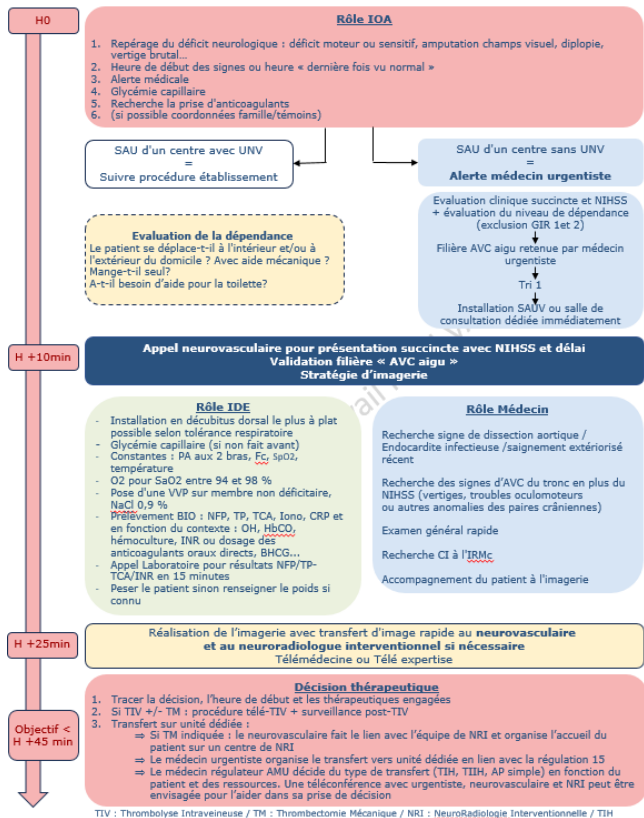 H0
Rôle IOA
1. Repérage du déficit neurologique : déficit moteur ou sensitif, amputation champs visuel, diplopie,
vertige brutal…
2. Heure de début des signes ou heure « dernière fois vu normal »
3. Alerte médicale
4. Glycémie capillaire
5. Recherche la prise d'anticoagulants
6. (si possible coordonnées famille/témoins)
SAU d'un centre avec UNV
=
Suivre procédure établissement
SAU d'un centre sans UNV
=
Alerte médecin urgentiste
Evaluation de la dépendance
Le patient se déplace-t-il à l'intérieur et/ou à
l'extérieur du domicile ? Avec aide mécanique ?
Mange-t-il seul?
A-t-il besoin d'aide pour la toilette?
Evaluation clinique succincte et NIHSS
+ évaluation du niveau de dépendance
(exclusion GIR 1et 2)
Filière AVC aigu retenue par médecin
urgentiste
Tri 1
Installation SAUV ou salle de
consultation dédiée immédiatement
H +10min
Appel neurovasculaire pour présentation succincte avec NIHSS et délai
Validation filière « AVC aigu »
Stratégie d'imagerie
Rôle IDE
- Installation en décubitus dorsal le plus à plat
possible selon tolérance respiratoire
- Glycémie capillaire (si non fait avant)
- Constantes : PA aux 2 bras, Fc, SpO2,
température
- O2 pour SaO2 entre 94 et 98 %
- Pose d'une VVP sur membre non déficitaire,
NaCl 0,9 %
- Prélèvement BIO : NFP, TP, TCA, Iono, CRP et
en fonction du contexte : OH, HbCO,
hémoculture, INR ou dosage des
anticoagulants oraux directs, BHCG...
- Appel Laboratoire pour résultats NFP/TP-
TCA/INR en 15 minutes
- Peser le patient sinon renseigner le poids si
connu
Rôle Médecin
Recherche signe de dissection aortique /
Endocardite infectieuse /saignement extériorisé
récent
Recherche des signes d'AVC du tronc en plus du
NIHSS (vertiges, troubles oculomoteurs
ou autres anomalies des paires crâniennes)
Examen général rapide
Recherche CI à l'IRMc
Accompagnement du patient à l'imagerie
H +25min
Réalisation de l'imagerie avec transfert d'image rapide au neurovasculaire
et au neuroradiologue interventionnel si nécessaire
Télémédecine ou Télé expertise
Objectif <
H +45 min
Décision thérapeutique
1. Tracer la décision, l'heure de début et les thérapeutiques engagées
2. Si TIV +/- TM : procédure télé-TIV + surveillance post-TIV
3. Transfert sur unité dédiée :
⇒ Si TM indiquée : le neurovasculaire fait le lien avec l'équipe de NRI et organise l'accueil du
patient sur un centre de NRI
⇒ Le médecin urgentiste organise le transfert vers unité dédiée en lien avec la régulation 15
⇒ Le médecin régulateur AMU décide du type de transfert (TIH, TIIH, AP simple) en fonction du
patient et des ressources. Une téléconférence avec urgentiste, neurovasculaire et NRI peut être
envisagée pour l'aider dans sa prise de décision
TIV : Thrombolyse Intraveineuse / TM : Thrombectomie Mécanique / NRI : NeuroRadiologie Interventionnelle / TIH